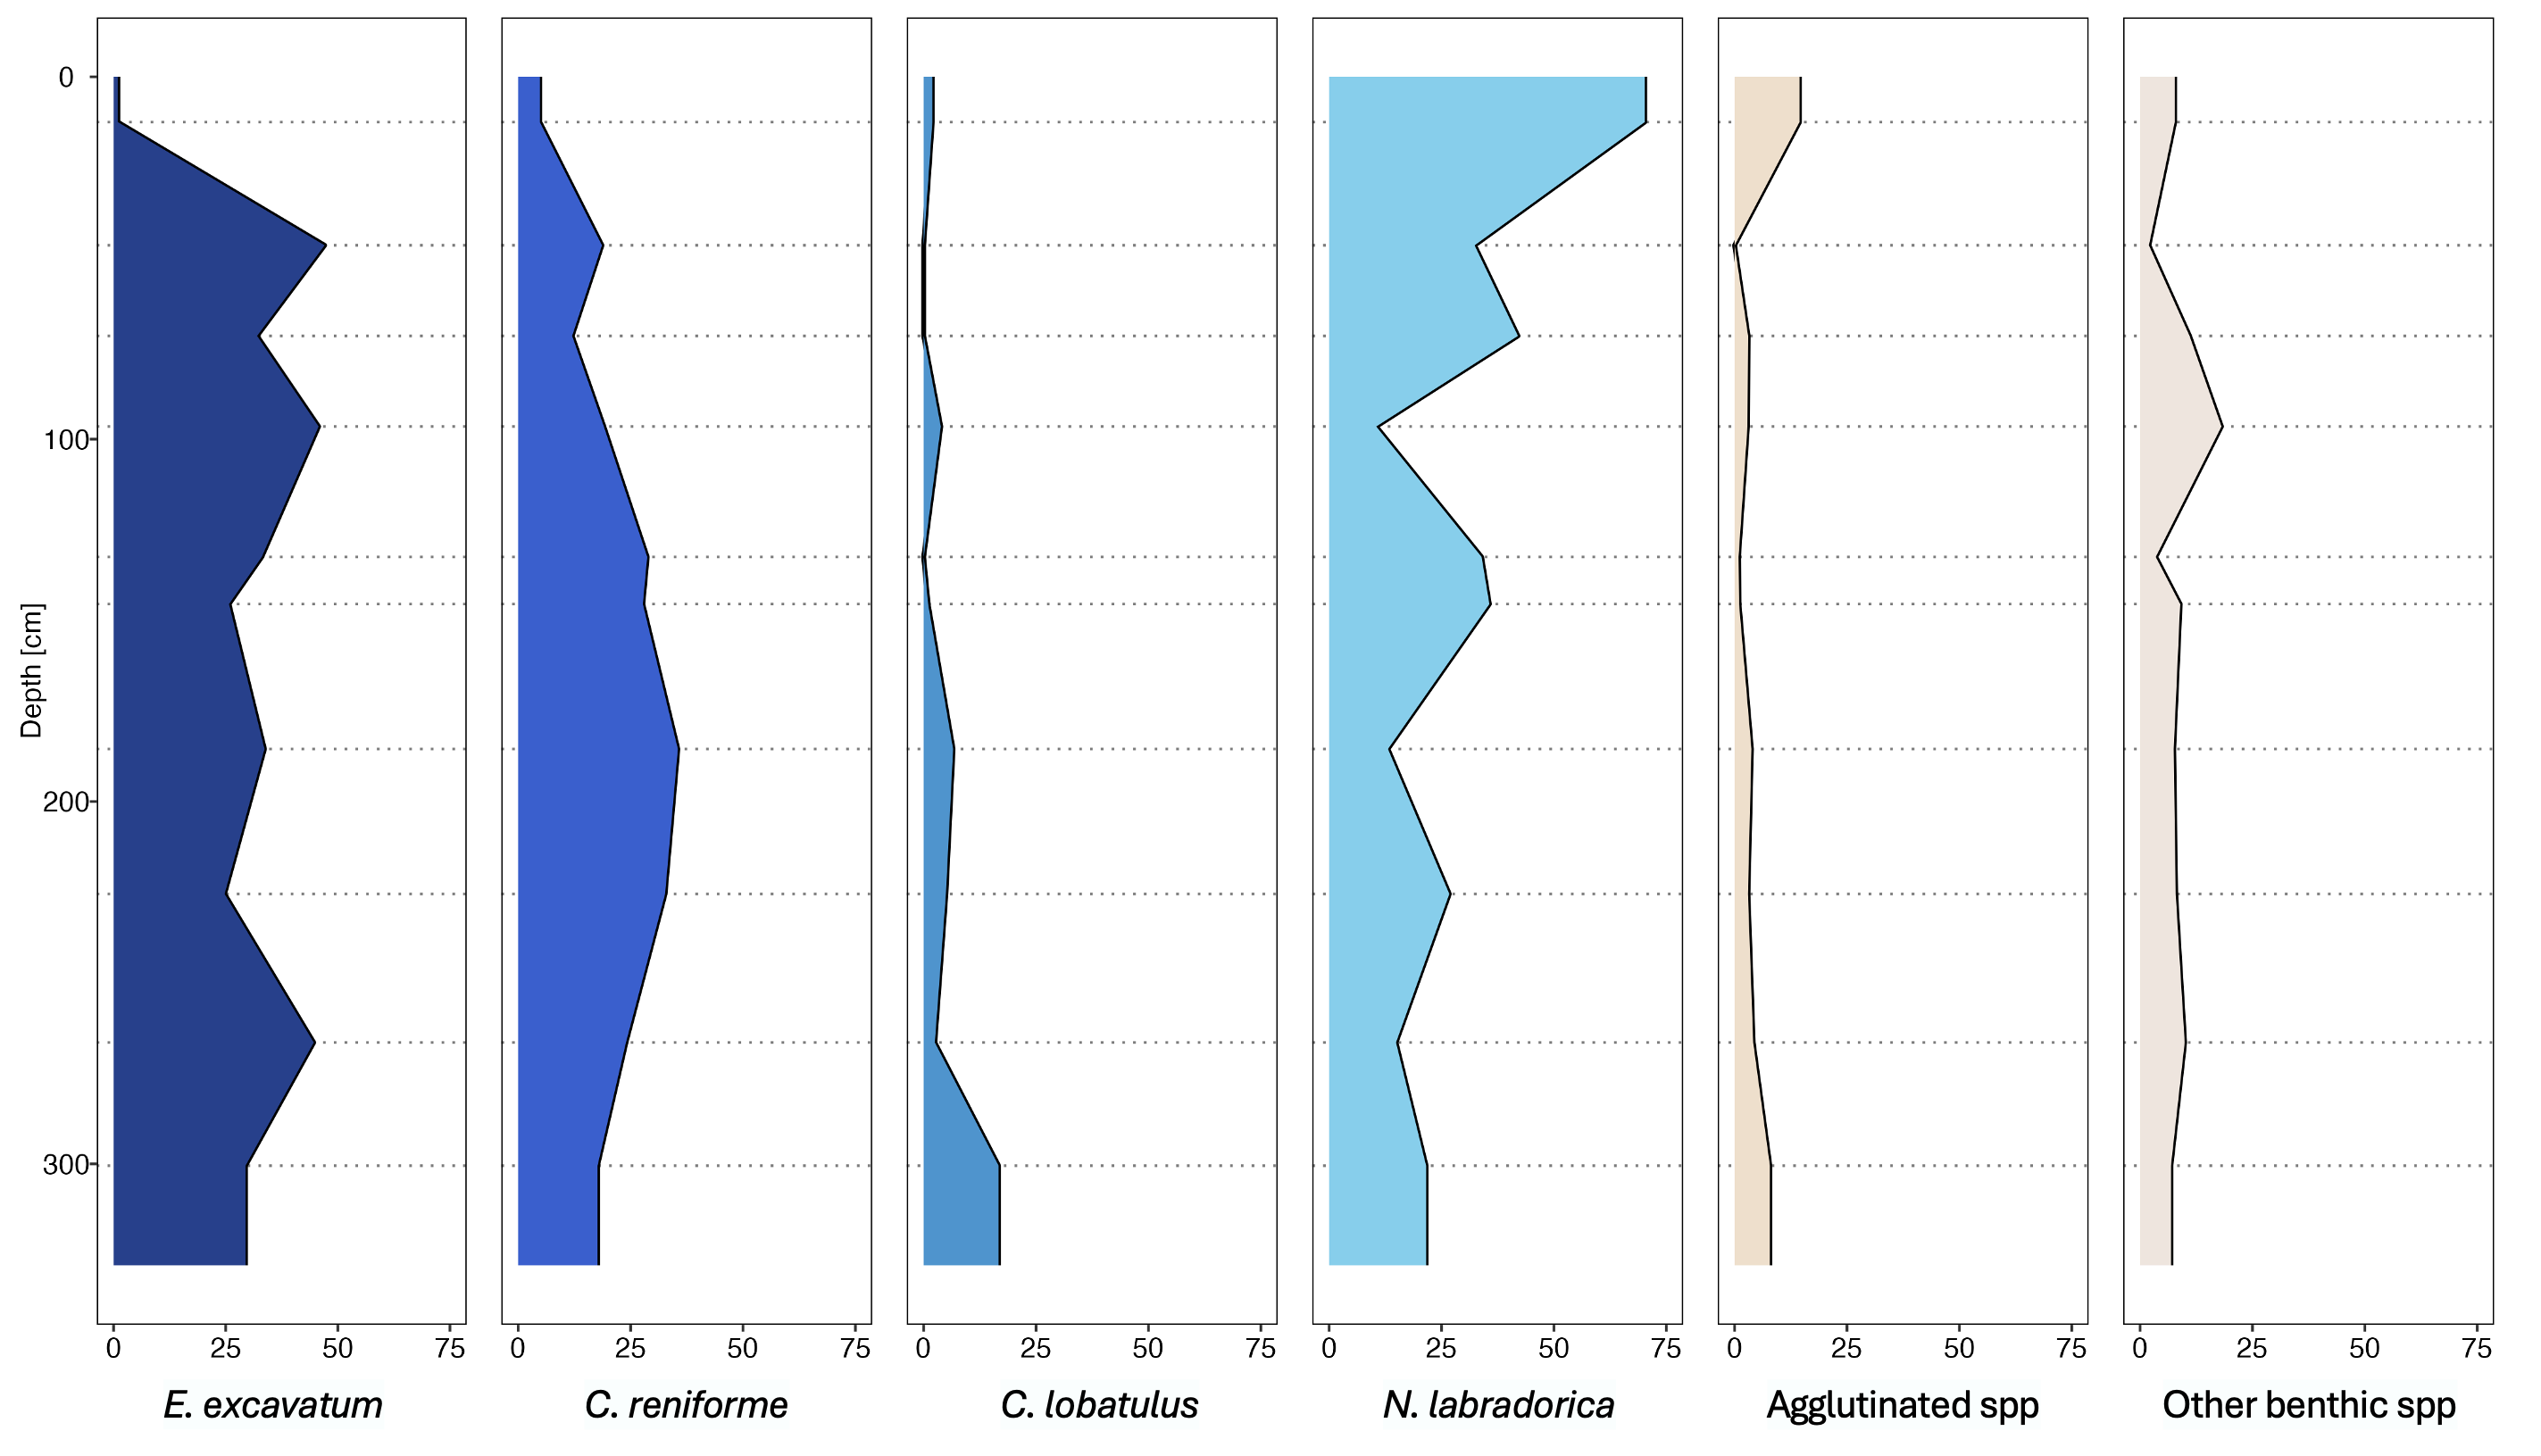 0
100
200
300
Depth [cm]
0 25 50 75 0 25 50 75 0 25 50 75 0 25 50 75 0 25 50 75 0 25 50 75
E. excavatum C. reniforme C. lobatulus N. labradorica Agglutinated spp Other benthic spp